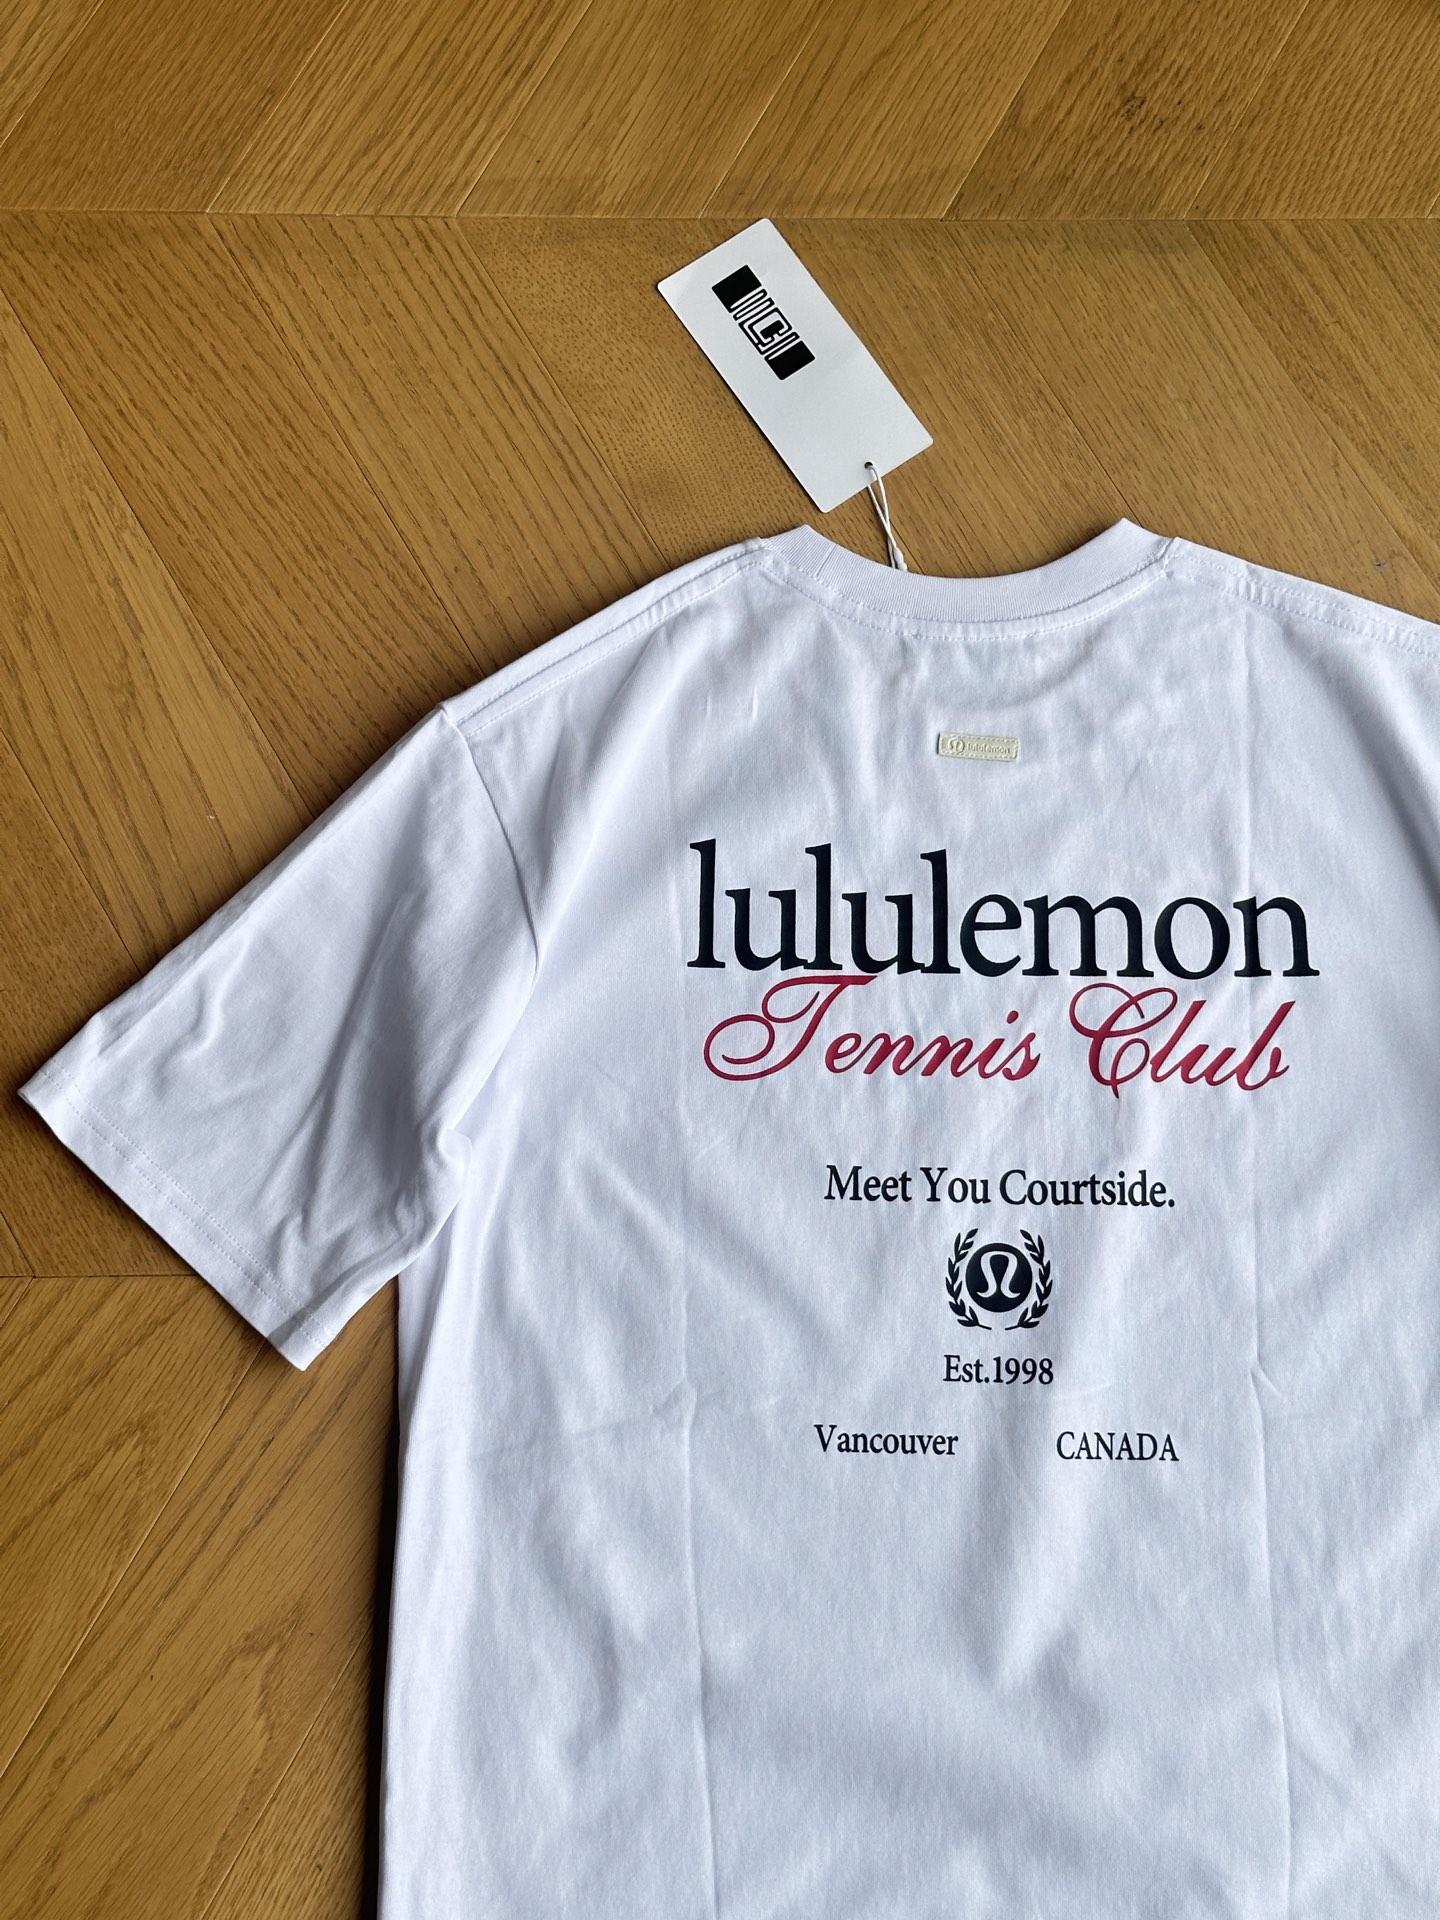 lululemon
lululemon
Tennis Club
Meet You Courtside.
Est.1998
Vancouver CANADA